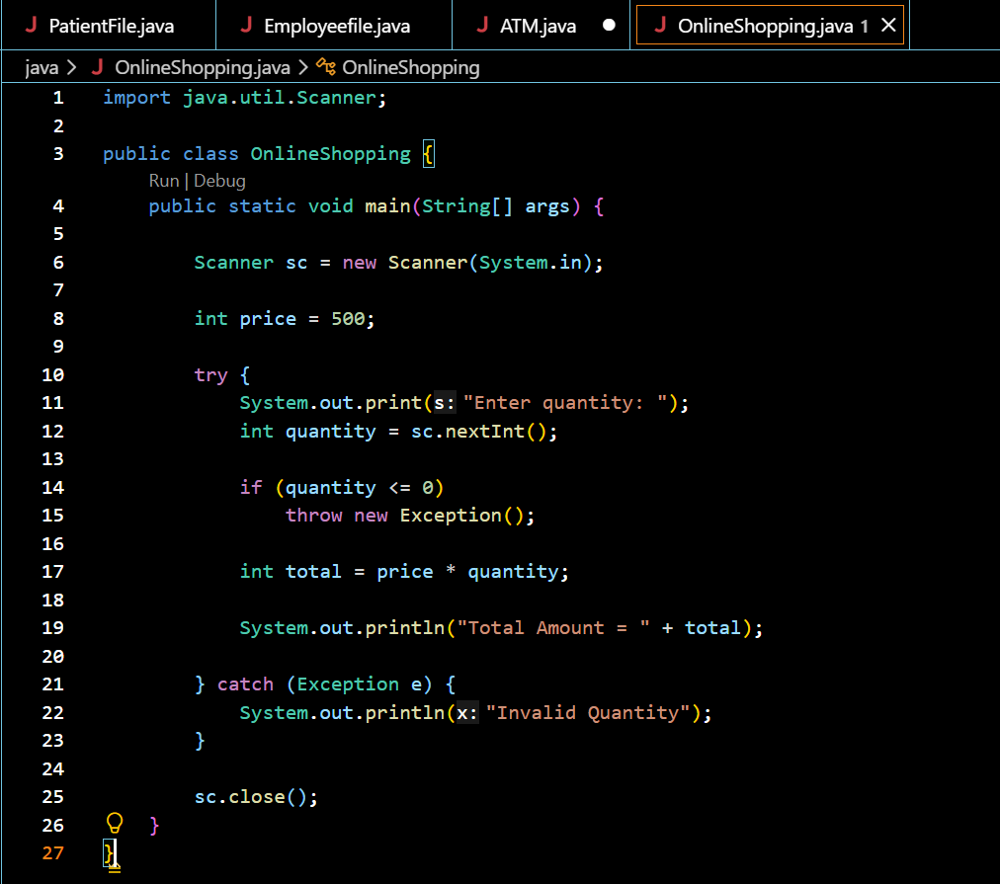 PatientFile.java Employeefile.java ATM.java OnlineShopping.java 1
java > OnlineShopping.java > OnlineShopping
1 import java.util.Scanner;
2
3 public class OnlineShopping {
Run | Debug
4 public static void main(String[] args) {
5
6 Scanner sc = new Scanner(System.in);
7
8 int price = 500;
9
10 try {
11 System.out.print(s: "Enter quantity: ");
12 int quantity = sc.nextInt();
13
14 if (quantity <= 0)
15 throw new Exception();
16
17 int total = price * quantity;
18
19 System.out.println("Total Amount = " + total);
20
21 } catch (Exception e) {
22 System.out.println(x: "Invalid Quantity");
23 }
24
25 sc.close();
26 }
27 }